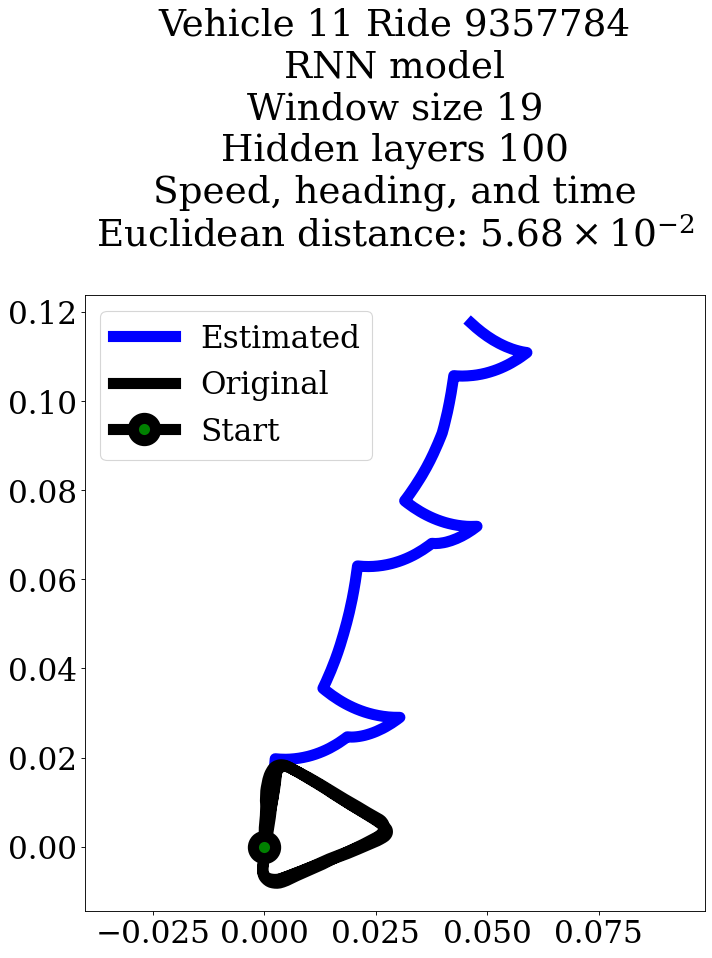 Vehicle 11 Ride 9357784
RNN model
Window size 19
Hidden layers 100
Speed, heading, and time
Euclidean distance: 5.68 × 10⁻²
Estimated
Original
Start
0.12
0.10
0.08
0.06
0.04
0.02
0.00
−0.025 0.000 0.025 0.050 0.075